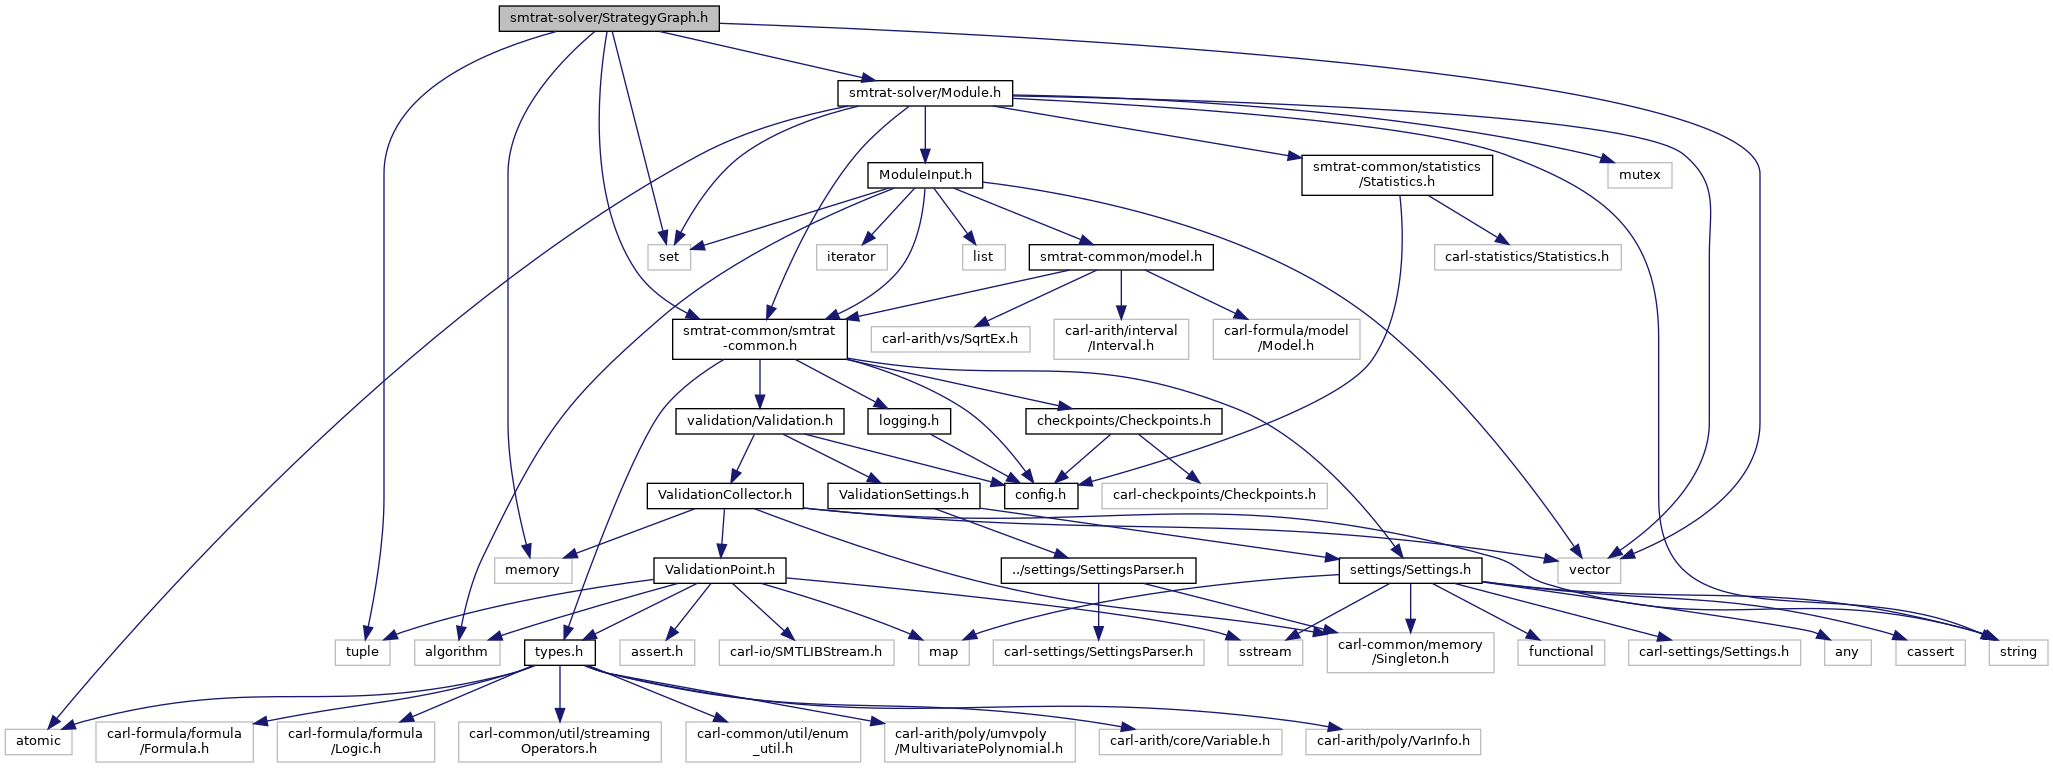 smtrat-solver/StrategyGraph.h
smtrat-solver/Module.h
smtrat-common/statistics
/Statistics.h
ModuleInput.h
mutex
set
iterator
list
smtrat-common/model.h
carl-statistics/Statistics.h
smtrat-common/smtrat
-common.h
carl-arith/vs/SqrtEx.h
carl-arith/interval
/Interval.h
carl-formula/model
/Model.h
validation/Validation.h
logging.h
checkpoints/Checkpoints.h
ValidationCollector.h
ValidationSettings.h
config.h
carl-checkpoints/Checkpoints.h
memory
ValidationPoint.h
../settings/SettingsParser.h
settings/Settings.h
vector
tuple
algorithm
types.h
assert.h
carl-io/SMTLIBStream.h
map
carl-settings/SettingsParser.h
sstream
carl-common/memory
/Singleton.h
functional
carl-settings/Settings.h
any
cassert
string
atomic
carl-formula/formula
/Formula.h
carl-formula/formula
/Logic.h
carl-common/util/streaming
Operators.h
carl-common/util/enum
_util.h
carl-arith/poly/umvpoly
/MultivariatePolynomial.h
carl-arith/core/Variable.h
carl-arith/poly/VarInfo.h